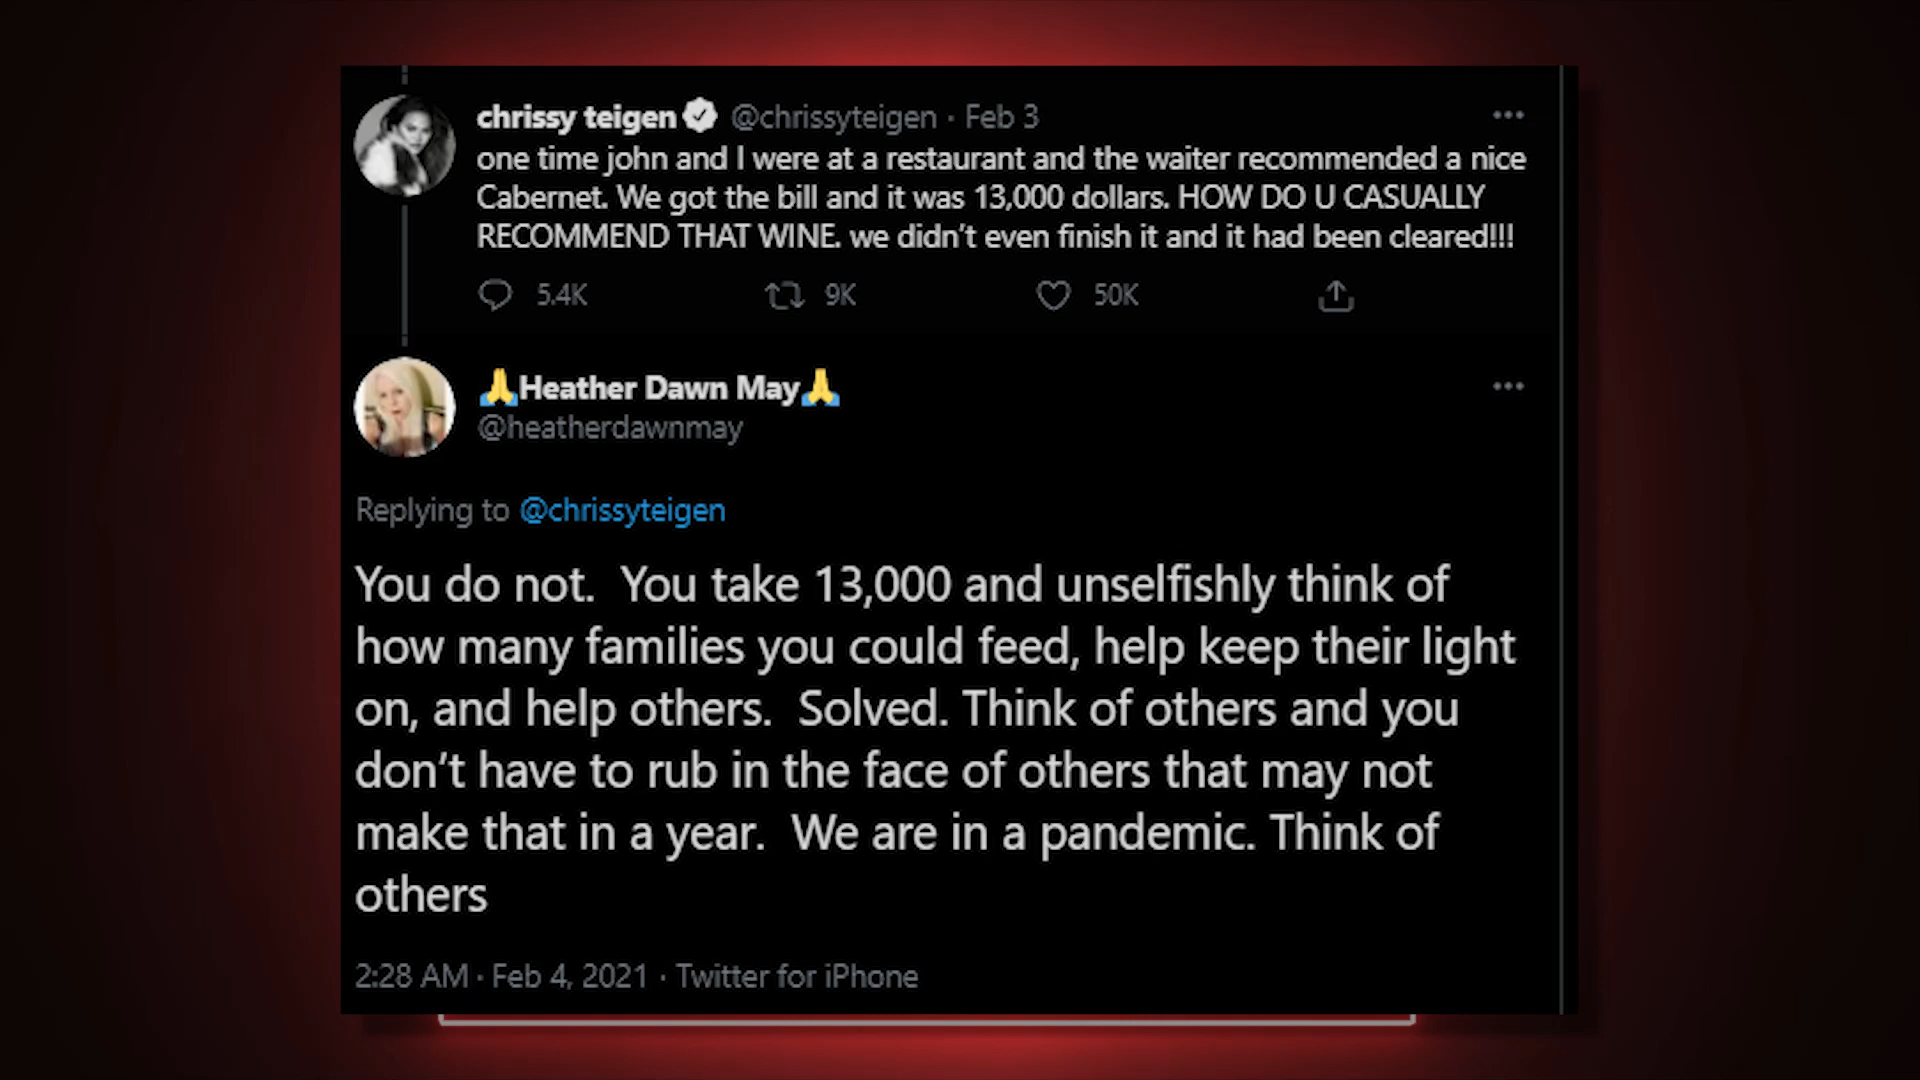 chrissy teigen @chrissyteigen · Feb 3
one time john and I were at a restaurant and the waiter recommended a nice
Cabernet. We got the bill and it was 13,000 dollars. HOW DO U CASUALLY
RECOMMEND THAT WINE. we didn't even finish it and it had been cleared!!!
5.4K 9K 50K
🙏Heather Dawn May🙏
@heatherdawnmay
Replying to @chrissyteigen
You do not.  You take 13,000 and unselfishly think of
how many families you could feed, help keep their light
on, and help others.  Solved. Think of others and you
don't have to rub in the face of others that may not
make that in a year.  We are in a pandemic. Think of
others
2:28 AM · Feb 4, 2021 · Twitter for iPhone